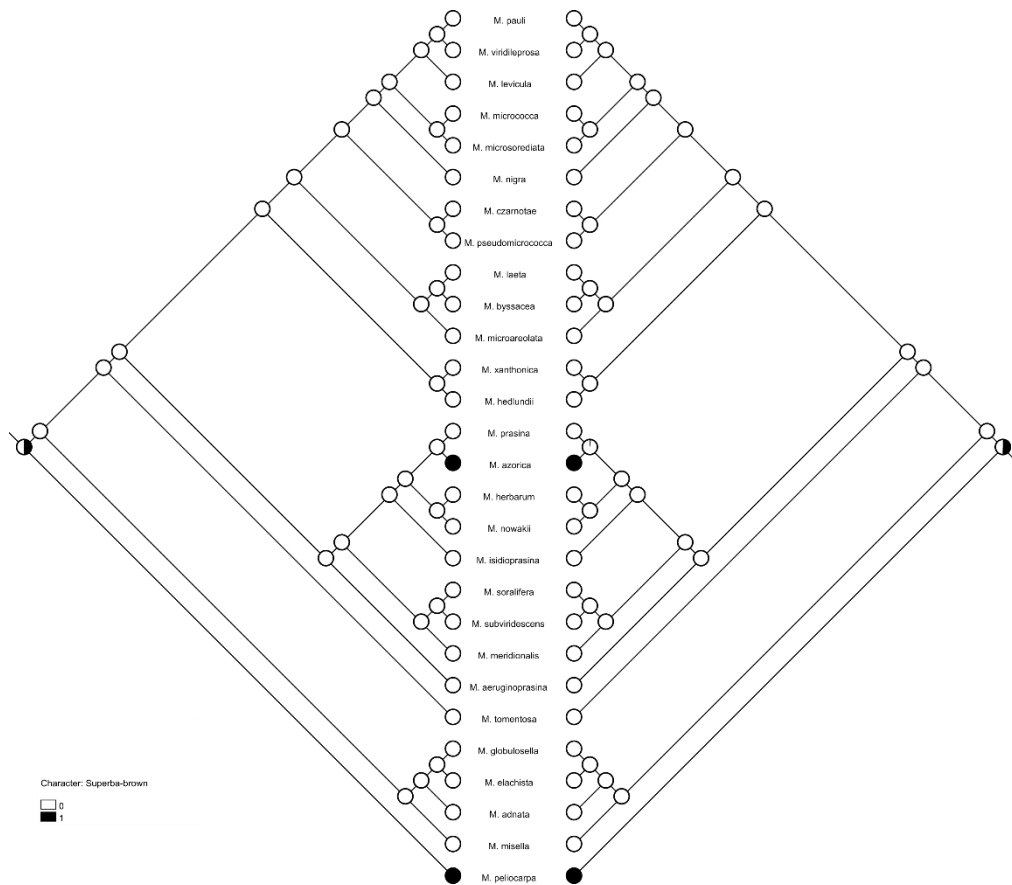 M. pauli
M. viridileprosa
M. levicula
M. micrococca
M. microsorediata
M. nigra
M. czarnotae
M. pseudomicrococca
M. laeta
M. byssacea
M. microareolata
M. xanthonica
M. hedlundii
M. prasina
M. azorica
M. herbarum
M. nowakii
M. isidioprasina
M. soralifera
M. subviridescens
M. meridionalis
M. aeruginoprasina
M. tomentosa
M. globulosella
M. elachista
M. adnata
M. misella
M. peliocarpa
Character: Superba-brown
0
1